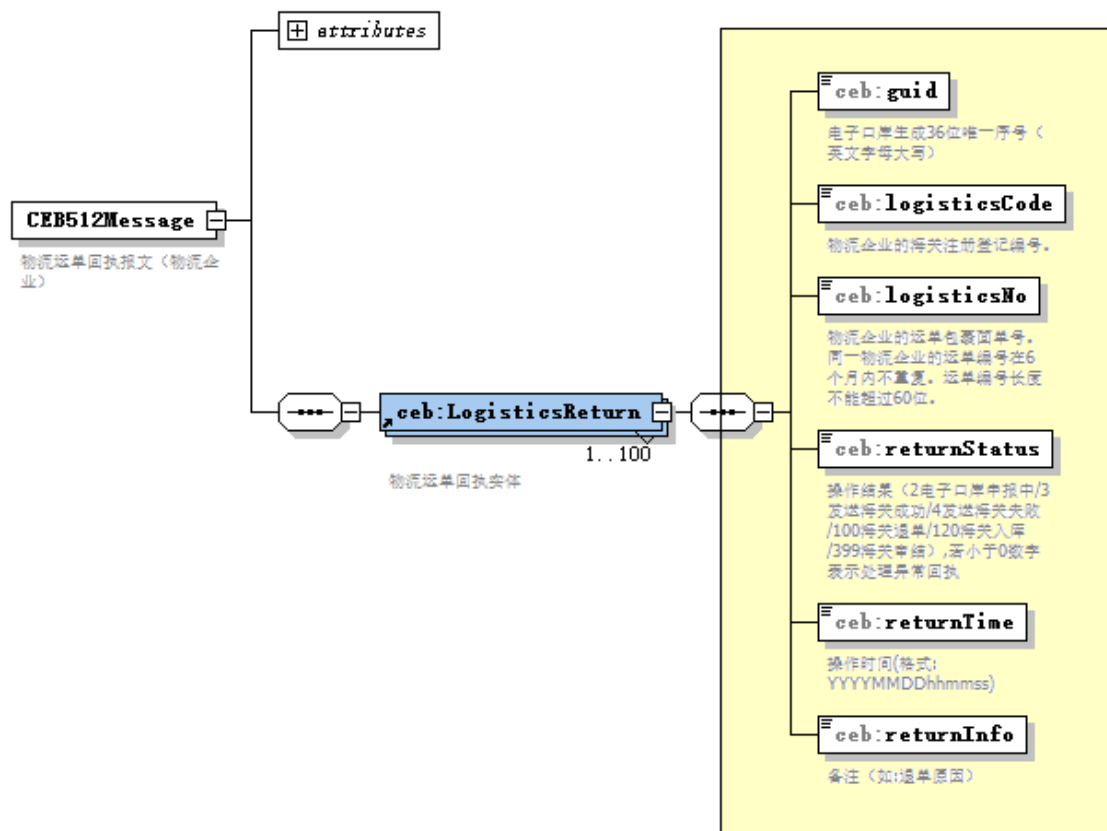 attributes
CEB512Message
物流运单回执报文（物流企
业）
ceb:LogisticsReturn
1..100
物流运单回执实体
ceb:guid
电子口岸生成36位唯一序号（
英文字母大写）
ceb:logisticsCode
物流企业的海关注册登记编号。
ceb:logisticsNo
物流企业的运单包裹面单号。
同一物流企业的运单编号在6
个月内不重复。运单编号长度
不能超过60位。
ceb:returnStatus
操作结果（2电子口岸申报中/3
发送海关成功/4发送海关失败
/100海关退单/120海关入库
/399海关审结）,若小于0数字
表示处理异常回执
ceb:returnTime
操作时间(格式:
YYYYMMDDhhmmss)
ceb:returnInfo
备注（如:退单原因）